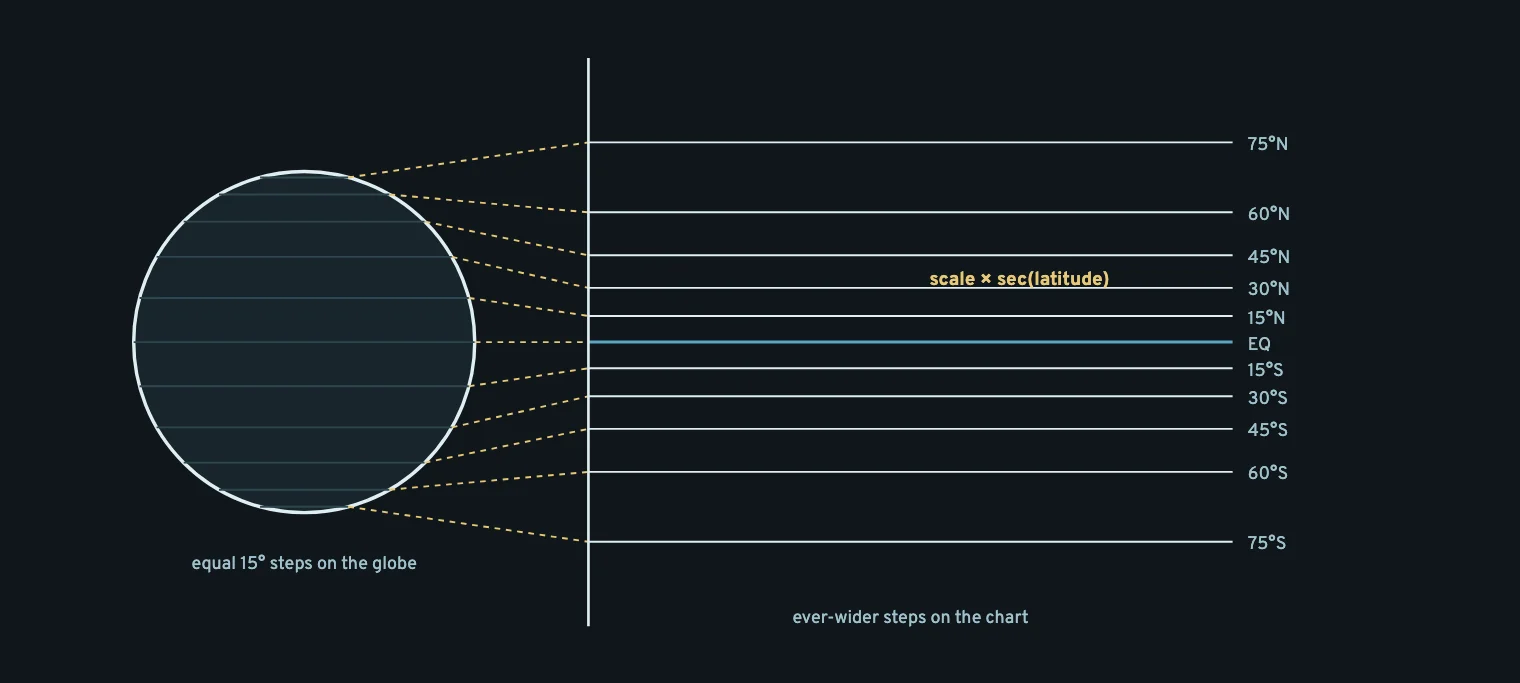 75°N
60°N
45°N
scale × sec(latitude)
30°N
15°N
EQ
15°S
30°S
45°S
60°S
75°S
equal 15° steps on the globe
ever-wider steps on the chart